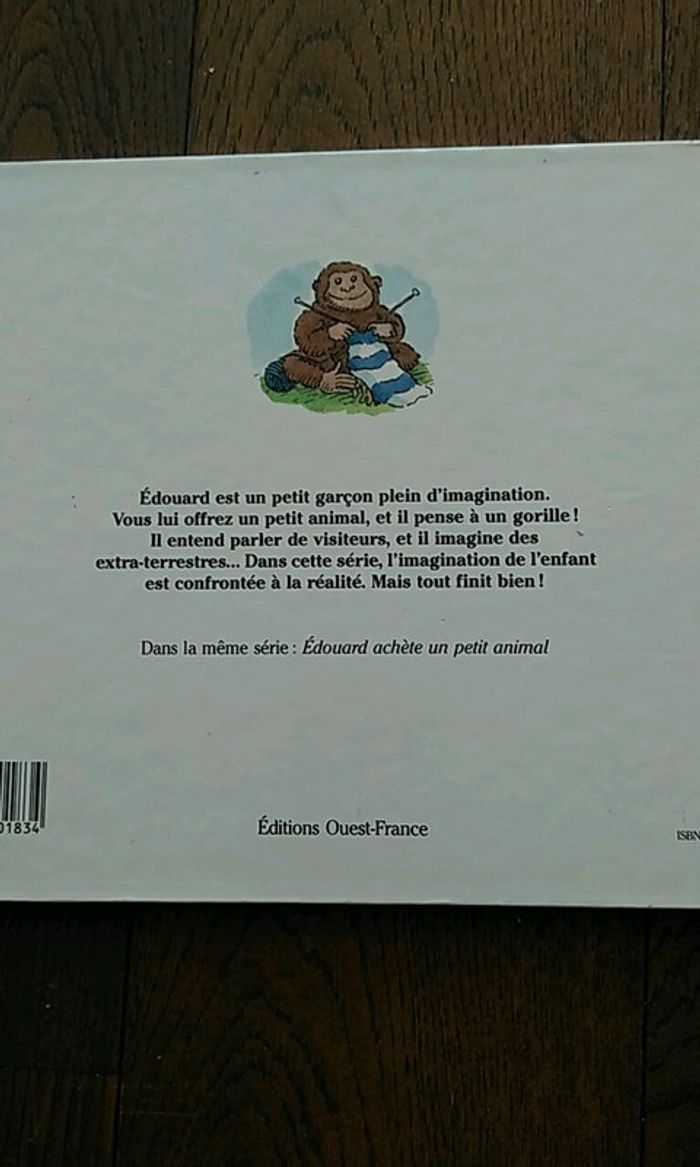 Édouard est un petit garçon plein d'imagination.
Vous lui offrez un petit animal, et il pense à un gorille !
Il entend parler de visiteurs, et il imagine des
extra-terrestres... Dans cette série, l'imagination de l'enfant
est confrontée à la réalité. Mais tout finit bien !
Dans la même série : Édouard achète un petit animal
01834
Éditions Ouest-France
ISBN